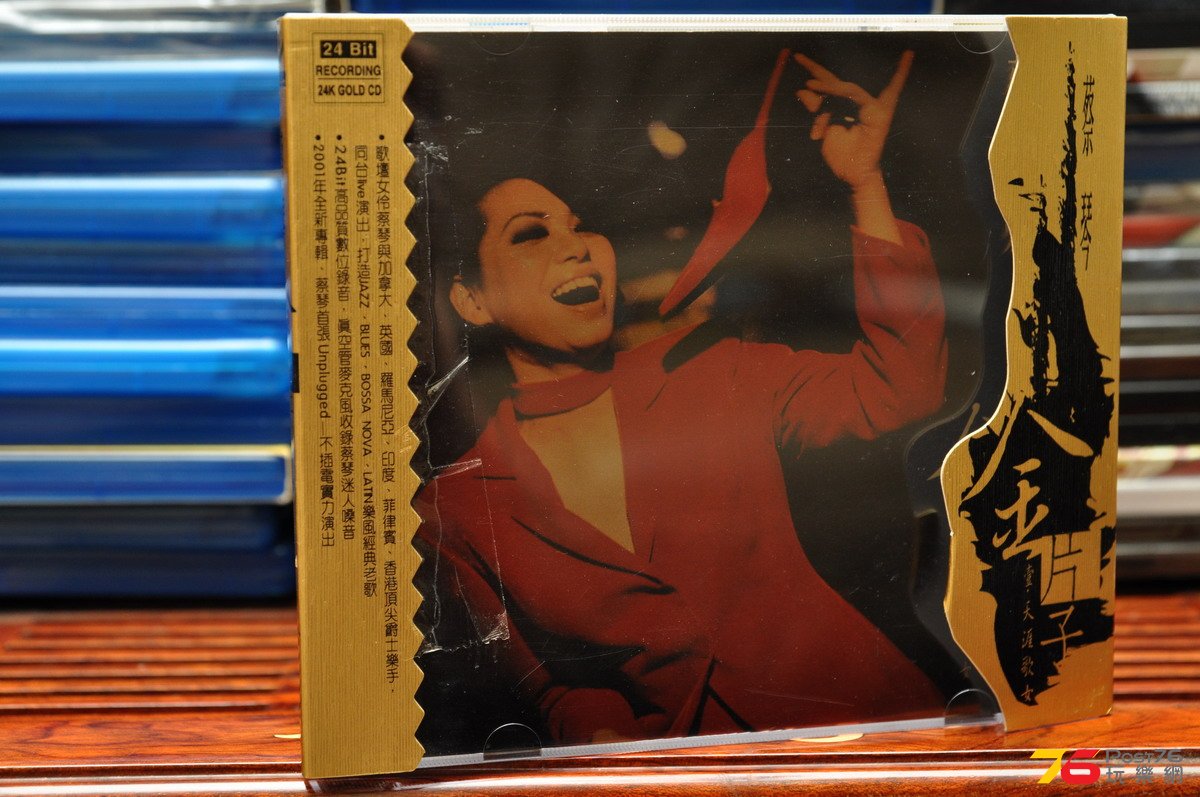 24 Bit
RECORDING
24K GOLD CD
• 歌壇女伶蔡琴與加拿大、英國、羅馬尼亞、印度、菲律賓、香港頂尖爵士樂手，
同台live演出，打造JAZZ、BLUES、BOSSA NOVA、LATIN樂風經典老歌
• 24Bit高品質數位錄音，眞空管麥克風收錄蔡琴迷人嗓音
• 2001年全新專輯，蔡琴首張Unplugged—不插電實力演出
蔡琴
金片子
壹·天涯歌女
76 Post76
玩樂網